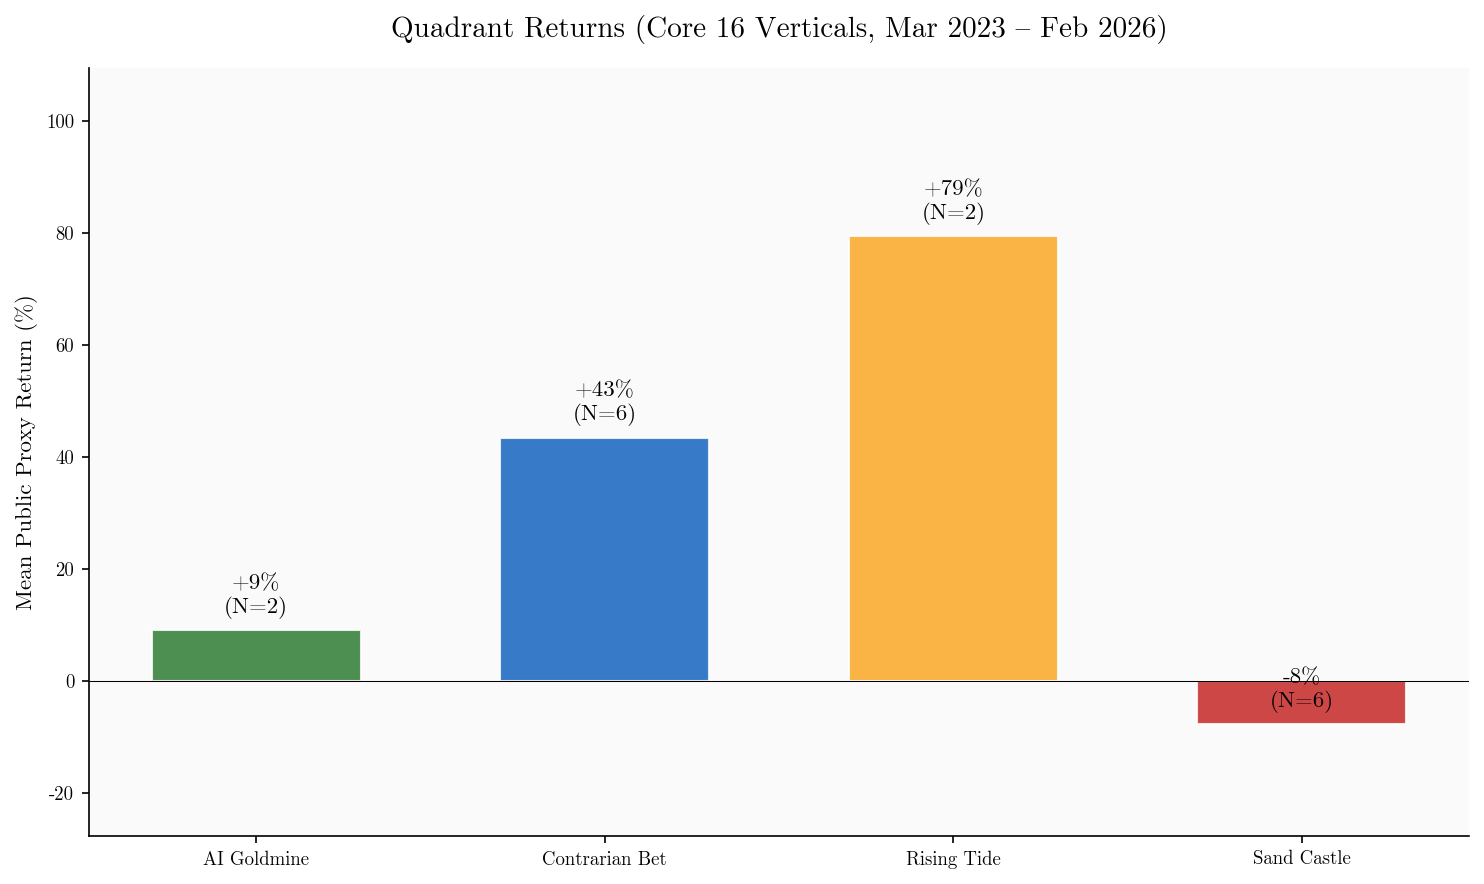 Quadrant Returns (Core 16 Verticals, Mar 2023 – Feb 2026)
Mean Public Proxy Return (%)
100
80
60
40
20
0
-20
+9%
(N=2)
+43%
(N=6)
+79%
(N=2)
-8%
(N=6)
AI Goldmine
Contrarian Bet
Rising Tide
Sand Castle